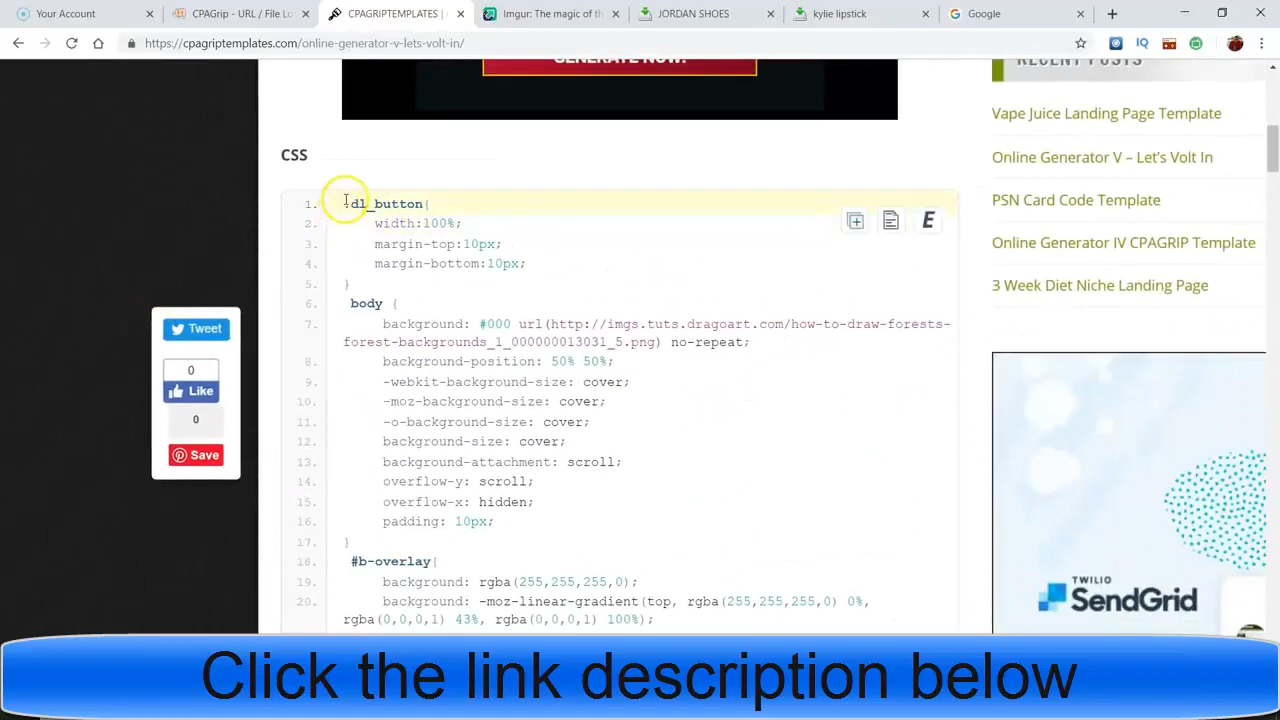 Your Account
CPAGrip - URL / File Lo
CPAGRIPTEMPLATES |
Imgur: The magic of th
JORDAN SHOES
kylie lipstick
Google
https://cpagriptemplates.com/online-generator-v-lets-volt-in/
IQ
GENERATE NOW!
RECENT POSTS
Vape Juice Landing Page Template
Online Generator V – Let's Volt In
PSN Card Code Template
Online Generator IV CPAGRIP Template
3 Week Diet Niche Landing Page
CSS
1. .dl_button{
2. width:100%;
3. margin-top:10px;
4. margin-bottom:10px;
5. }
6. body {
7. background: #000 url(http://imgs.tuts.dragoart.com/how-to-draw-forests-
forest-backgrounds_1_000000013031_5.png) no-repeat;
8. background-position: 50% 50%;
9. -webkit-background-size: cover;
10. -moz-background-size: cover;
11. -o-background-size: cover;
12. background-size: cover;
13. background-attachment: scroll;
14. overflow-y: scroll;
15. overflow-x: hidden;
16. padding: 10px;
17. }
18. #b-overlay{
19. background: rgba(255,255,255,0);
20. background: -moz-linear-gradient(top, rgba(255,255,255,0) 0%,
rgba(0,0,0,1) 43%, rgba(0,0,0,1) 100%);
E
Tweet
0
Like
0
Save
TWILIO
SendGrid
Click the link description below